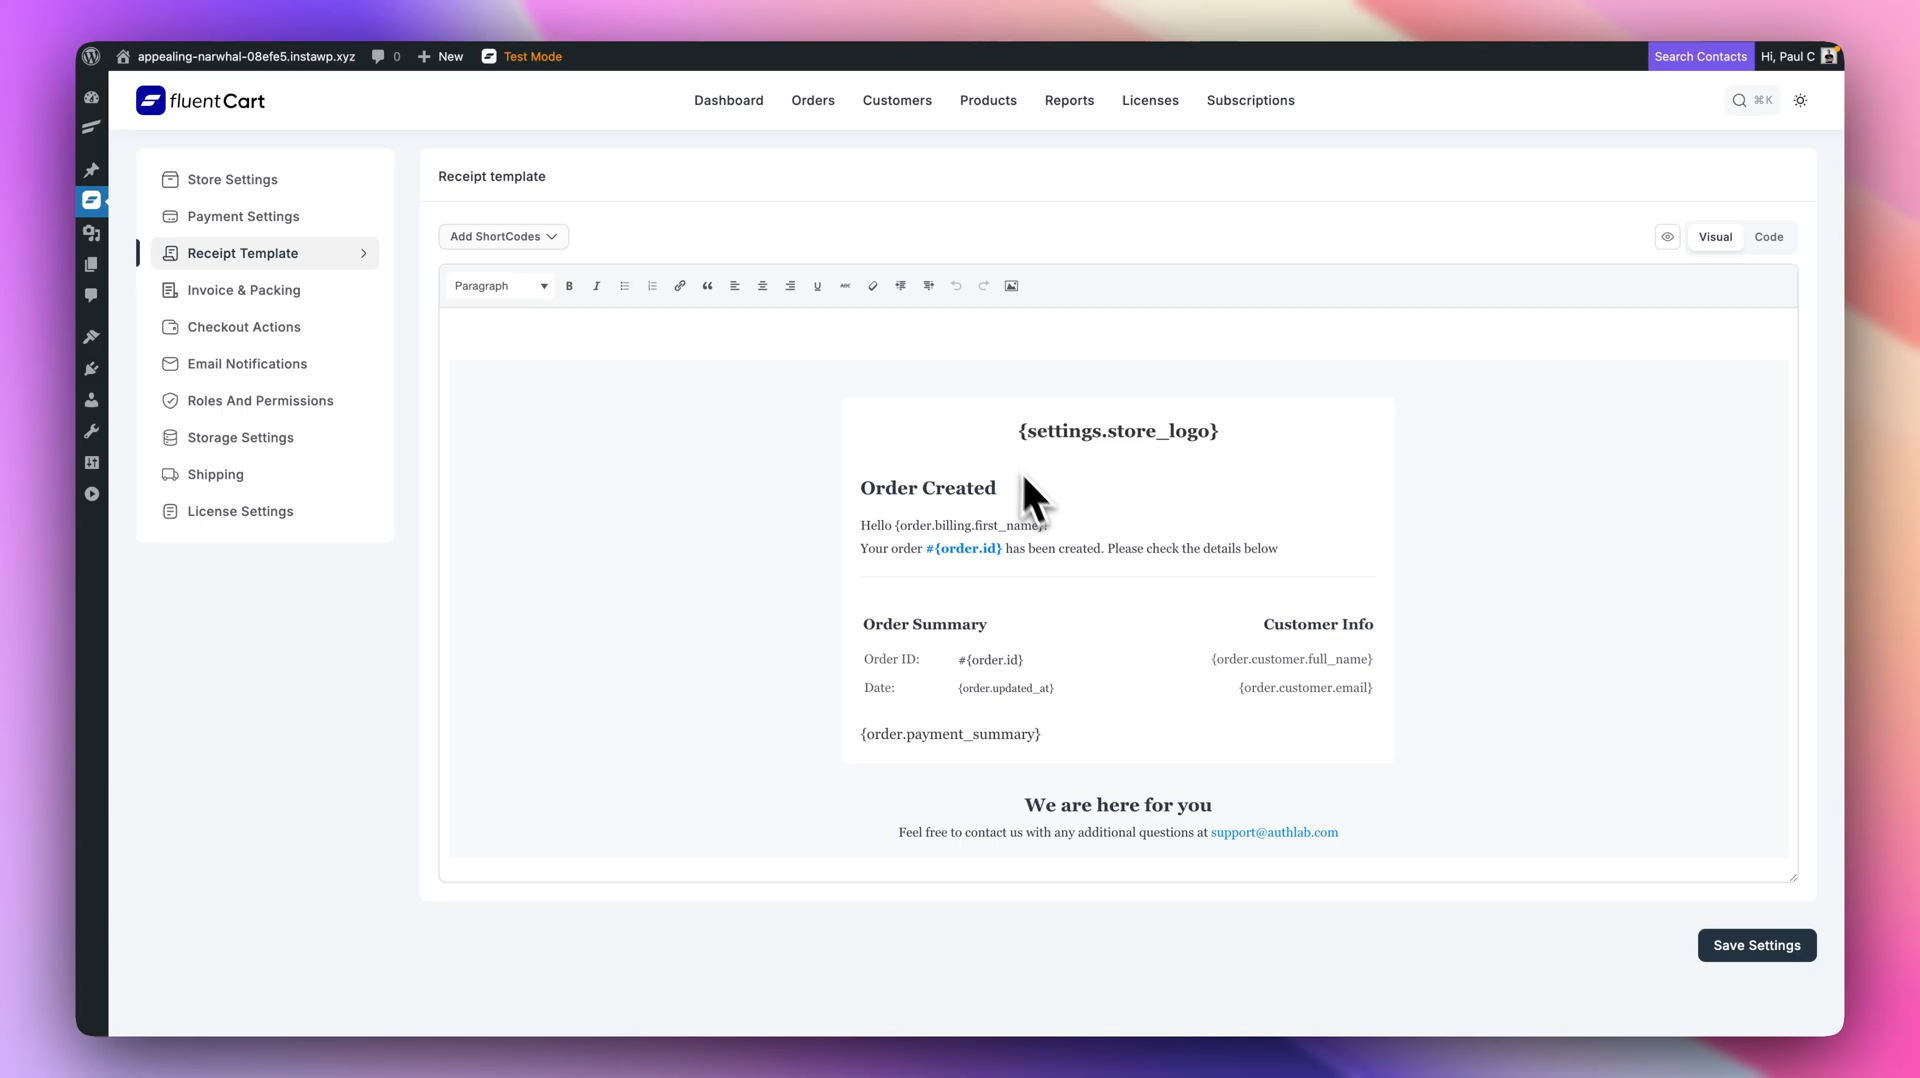 appealing-narwhal-08efe5.instawp.xyz 0 New Test Mode Search Contacts Hi, Paul C
fluentCart Dashboard Orders Customers Products Reports Licenses Subscriptions ⌘K
Store Settings
Payment Settings
Receipt Template
Invoice & Packing
Checkout Actions
Email Notifications
Roles And Permissions
Storage Settings
Shipping
License Settings
Receipt template
Add ShortCodes Visual Code
Paragraph B I U ABC
{settings.store_logo}
Order Created
Hello {order.billing.first_name}!
Your order #{order.id} has been created. Please check the details below
Order Summary Customer Info
Order ID: #{order.id} {order.customer.full_name}
Date: {order.updated_at} {order.customer.email}
{order.payment_summary}
We are here for you
Feel free to contact us with any additional questions at support@authlab.com
Save Settings